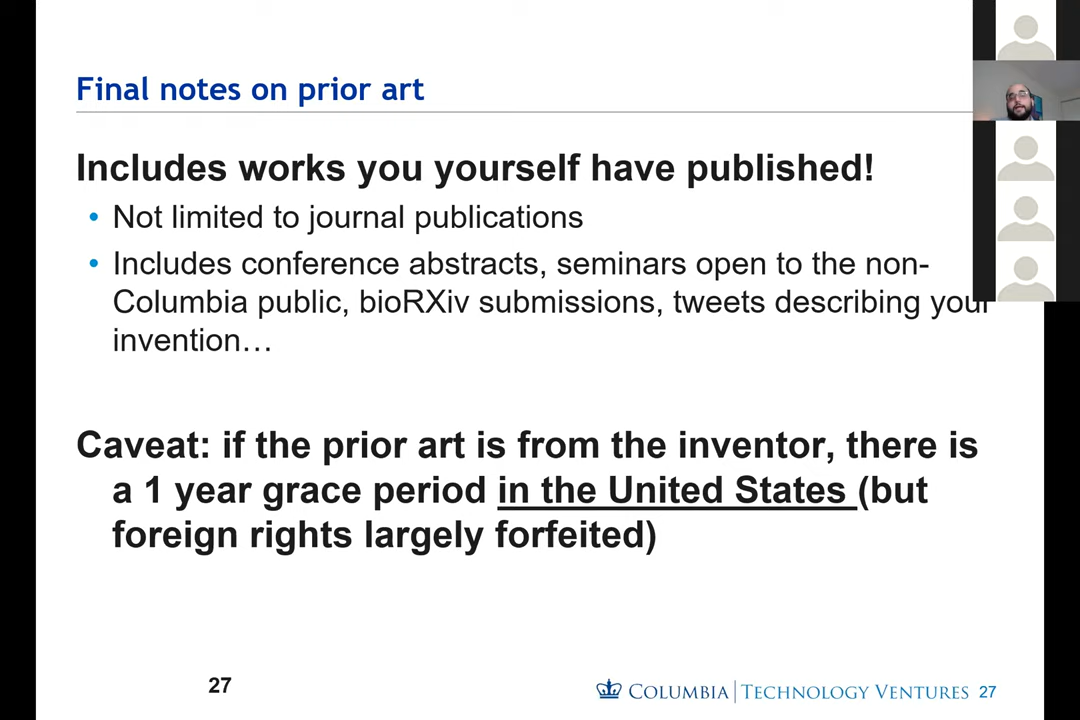 Final notes on prior art
Includes works you yourself have published!
• Not limited to journal publications
• Includes conference abstracts, seminars open to the non-
Columbia public, bioRXiv submissions, tweets describing your
invention…
Caveat: if the prior art is from the inventor, there is
a 1 year grace period in the United States (but
foreign rights largely forfeited)
27
COLUMBIA | TECHNOLOGY VENTURES 27